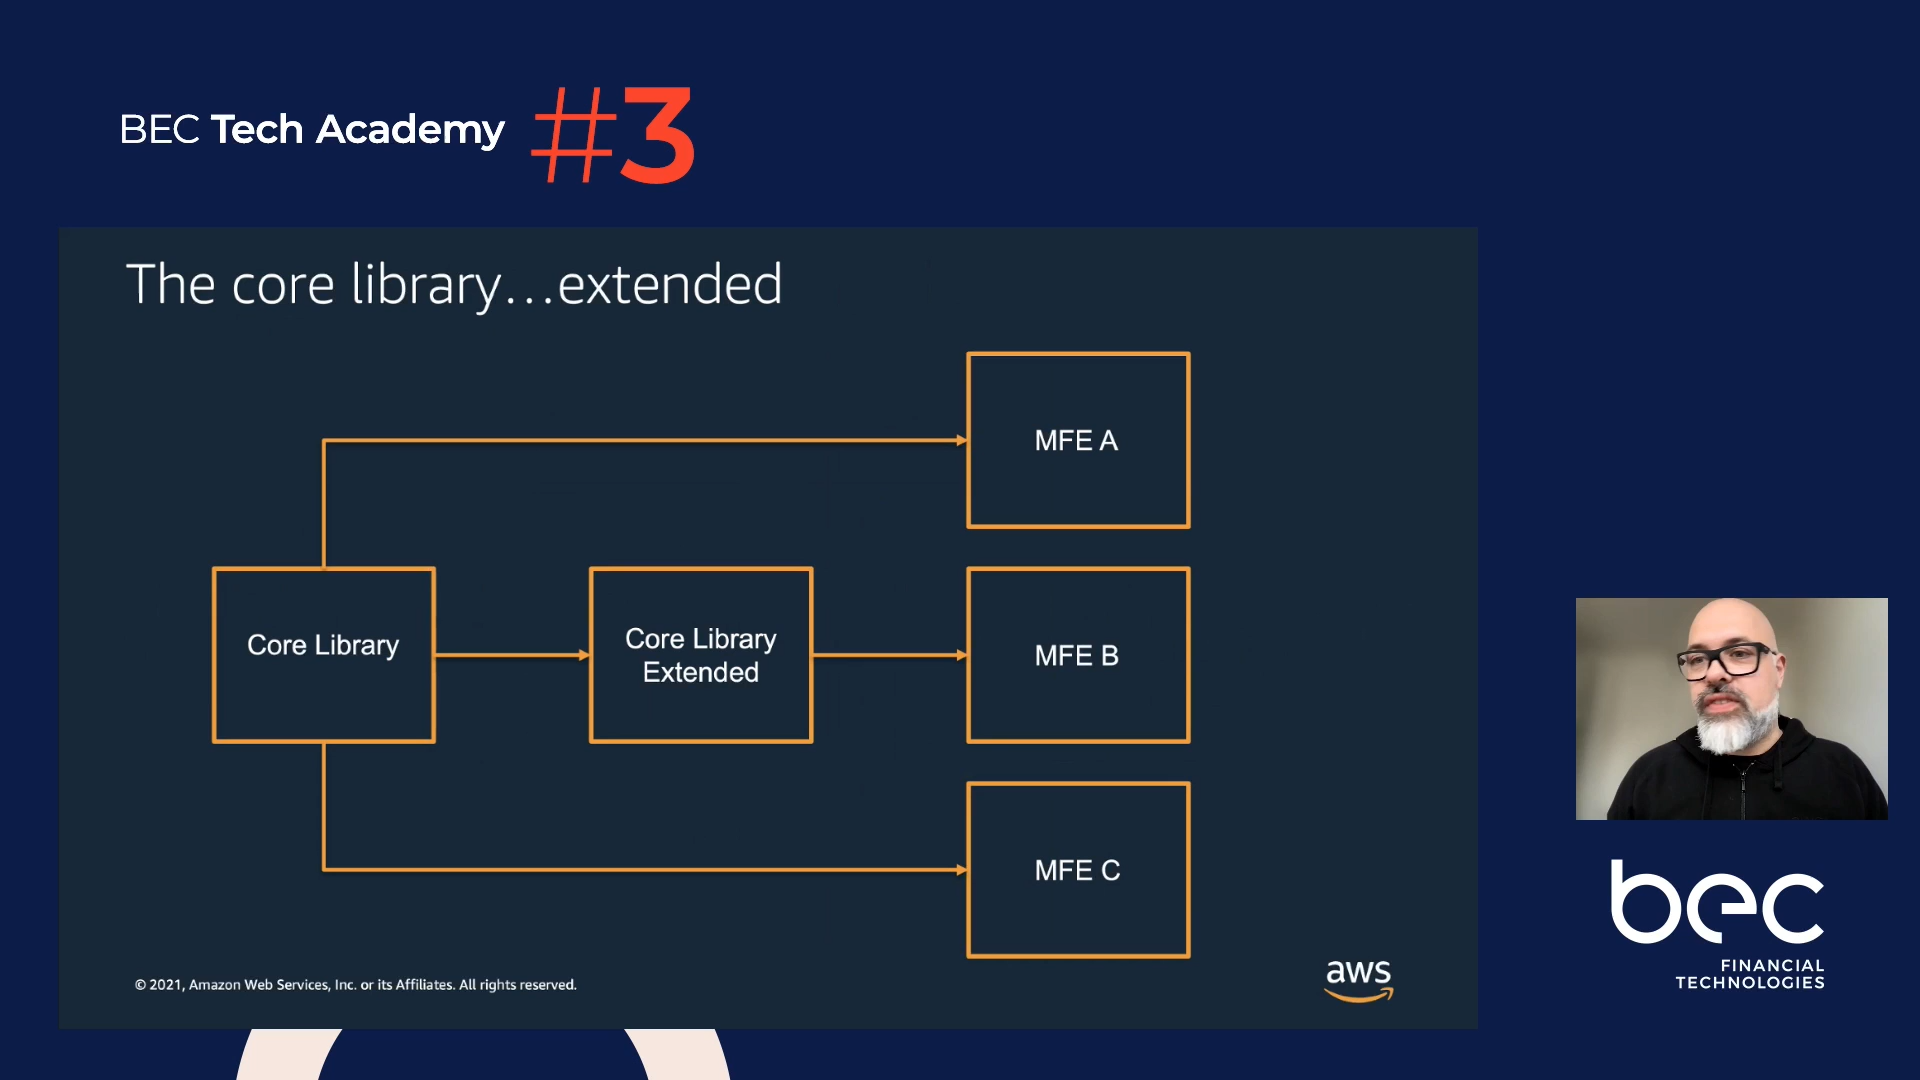 BEC Tech Academy #3
The core library...extended
MFE A
Core Library
Core Library
Extended
MFE B
MFE C
© 2021, Amazon Web Services, Inc. or its Affiliates. All rights reserved.
aws
bec
FINANCIAL
TECHNOLOGIES